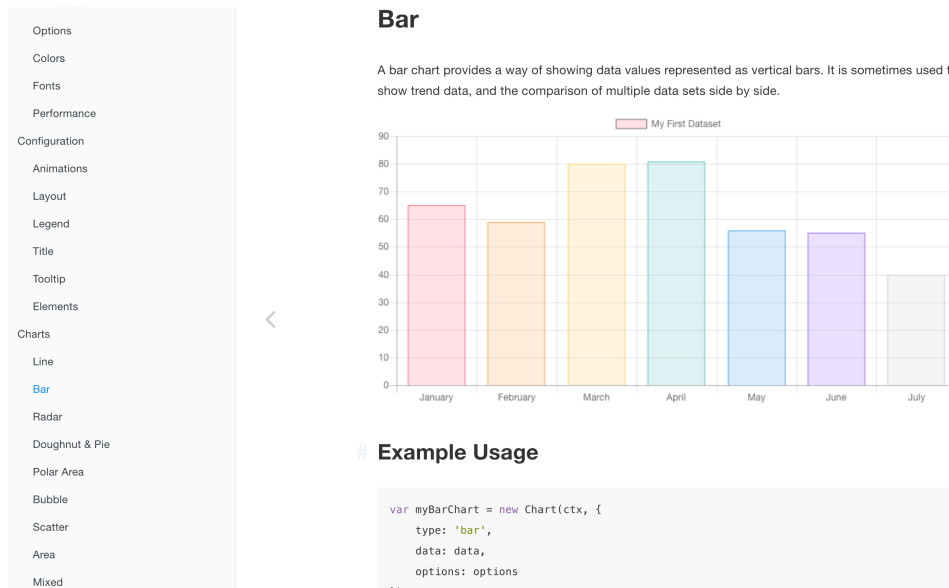 Options
Colors
Fonts
Performance
Configuration
Animations
Layout
Legend
Title
Tooltip
Elements
Charts
Line
Bar
Radar
Doughnut & Pie
Polar Area
Bubble
Scatter
Area
Mixed
Bar
A bar chart provides a way of showing data values represented as vertical bars. It is sometimes used
show trend data, and the comparison of multiple data sets side by side.
My First Dataset
90
80
70
60
50
40
30
20
10
0
January February March April May June July
# Example Usage
var myBarChart = new Chart(ctx, {
type: 'bar',
data: data,
options: options